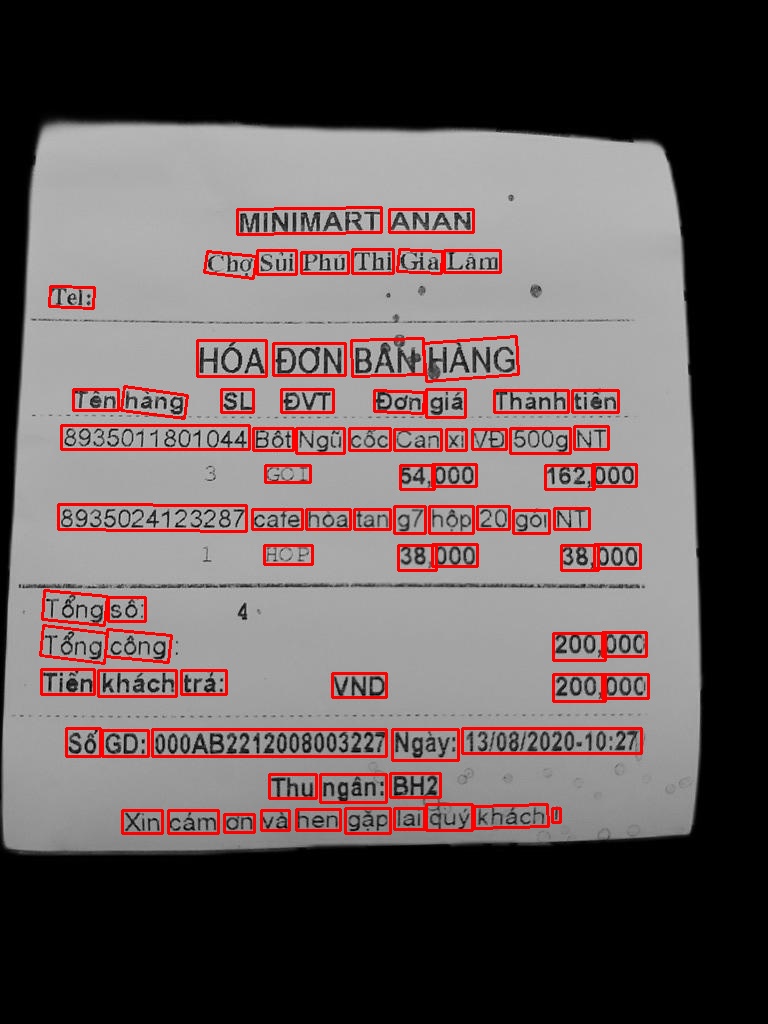 MINIMART ANAN
Chợ Sủi Phú Thị Gia Lâm
Tel:
HÓA ĐƠN BÁN HÀNG
Tên hàng SL ĐVT Đơn giá Thành tiền
8935011801044 Bột Ngũ cốc Can xi VĐ 500g NT
3 GOI 54,000 162,000
8935024123287 cafe hòa tan g7 hộp 20 gói NT
1 HOP 38,000 38,000
Tổng số: 4
Tổng cộng :
200,000
Tiền khách trả: VND 200,000
Số GD: 000AB2212008003227 Ngày: 13/08/2020-10:27
Thu ngân: BH2
Xin cảm ơn và hẹn gặp lại quý khách !